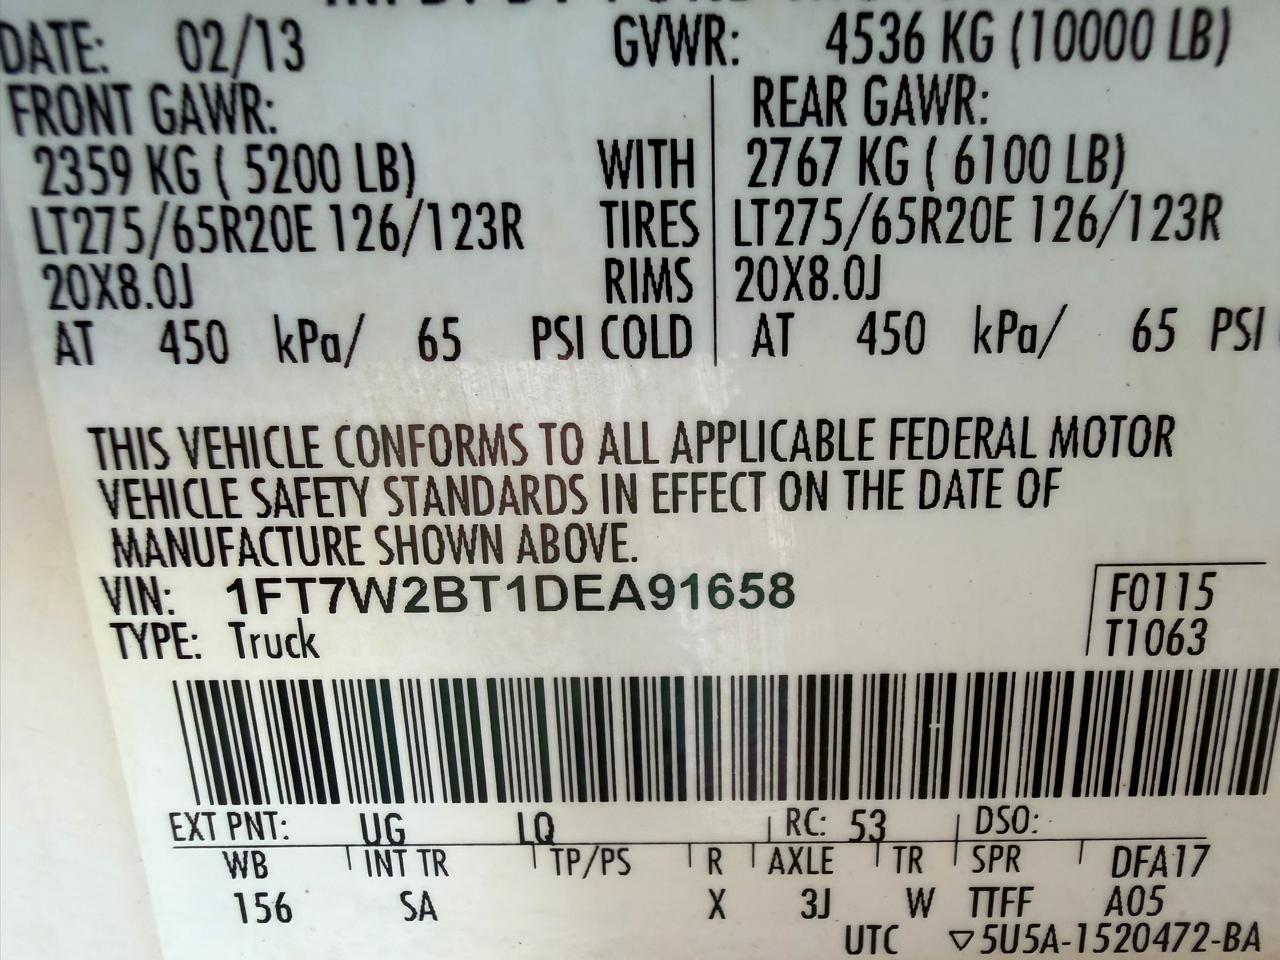 DATE: 02/13 GVWR: 4536 KG (10000 LB)
FRONT GAWR: REAR GAWR:
2359 KG ( 5200 LB) WITH 2767 KG ( 6100 LB)
LT275/65R20E 126/123R TIRES LT275/65R20E 126/123R
20X8.0J RIMS 20X8.0J
AT 450 kPa/ 65 PSI COLD AT 450 kPa/ 65 PSI
THIS VEHICLE CONFORMS TO ALL APPLICABLE FEDERAL MOTOR
VEHICLE SAFETY STANDARDS IN EFFECT ON THE DATE OF
MANUFACTURE SHOWN ABOVE.
VIN: 1FT7W2BT1DEA91658 F0115
TYPE: Truck T1063
EXT PNT: UG LQ RC: 53 DSO:
WB INT TR TP/PS R AXLE TR SPR DFA17
156 SA X 3J W TTFF A05
UTC ▽5U5A-1520472-BA